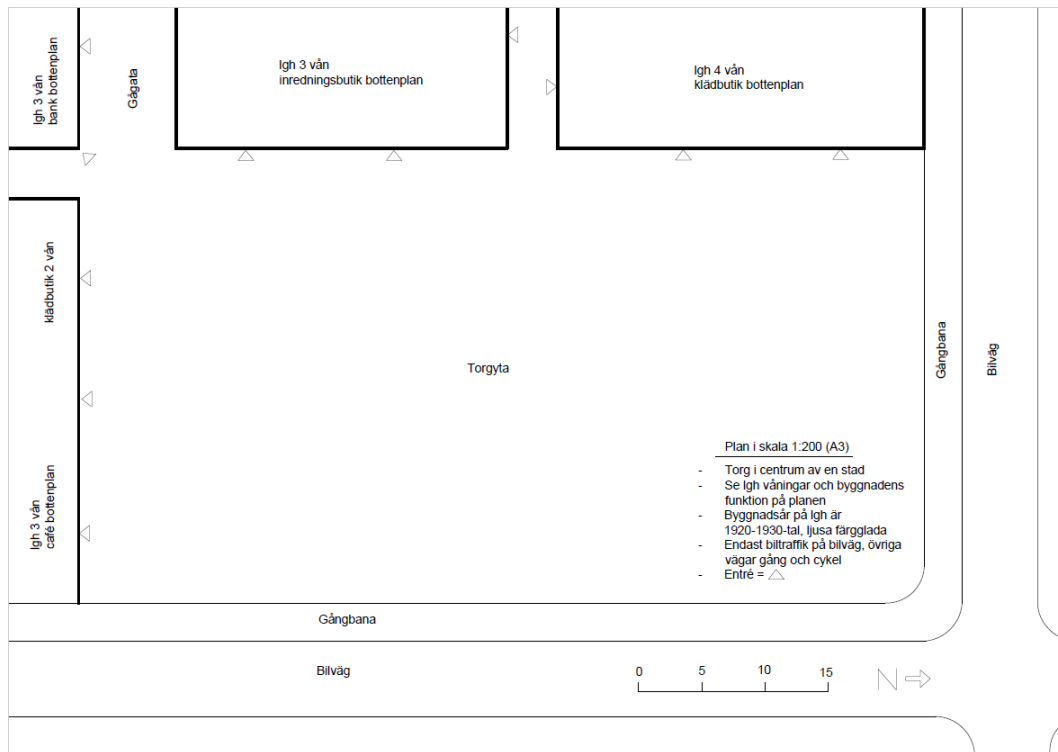 lgh 3 vån
bank bottenplan
Gågata
lgh 3 vån
inredningsbutik bottenplan
lgh 4 vån
klädbutik bottenplan
klädbutik 2 vån
Torgyta
Gångbana
Bilväg
lgh 3 vån
café bottenplan
Plan i skala 1:200 (A3)
- Torg i centrum av en stad
- Se lgh våningar och byggnadens
funktion på planen
- Byggnadsår på lgh är
1920-1930-tal, ljusa färgglada
- Endast biltraffik på bilväg, övriga
vägar gång och cykel
- Entré =
Gångbana
Bilväg
0 5 10 15
N